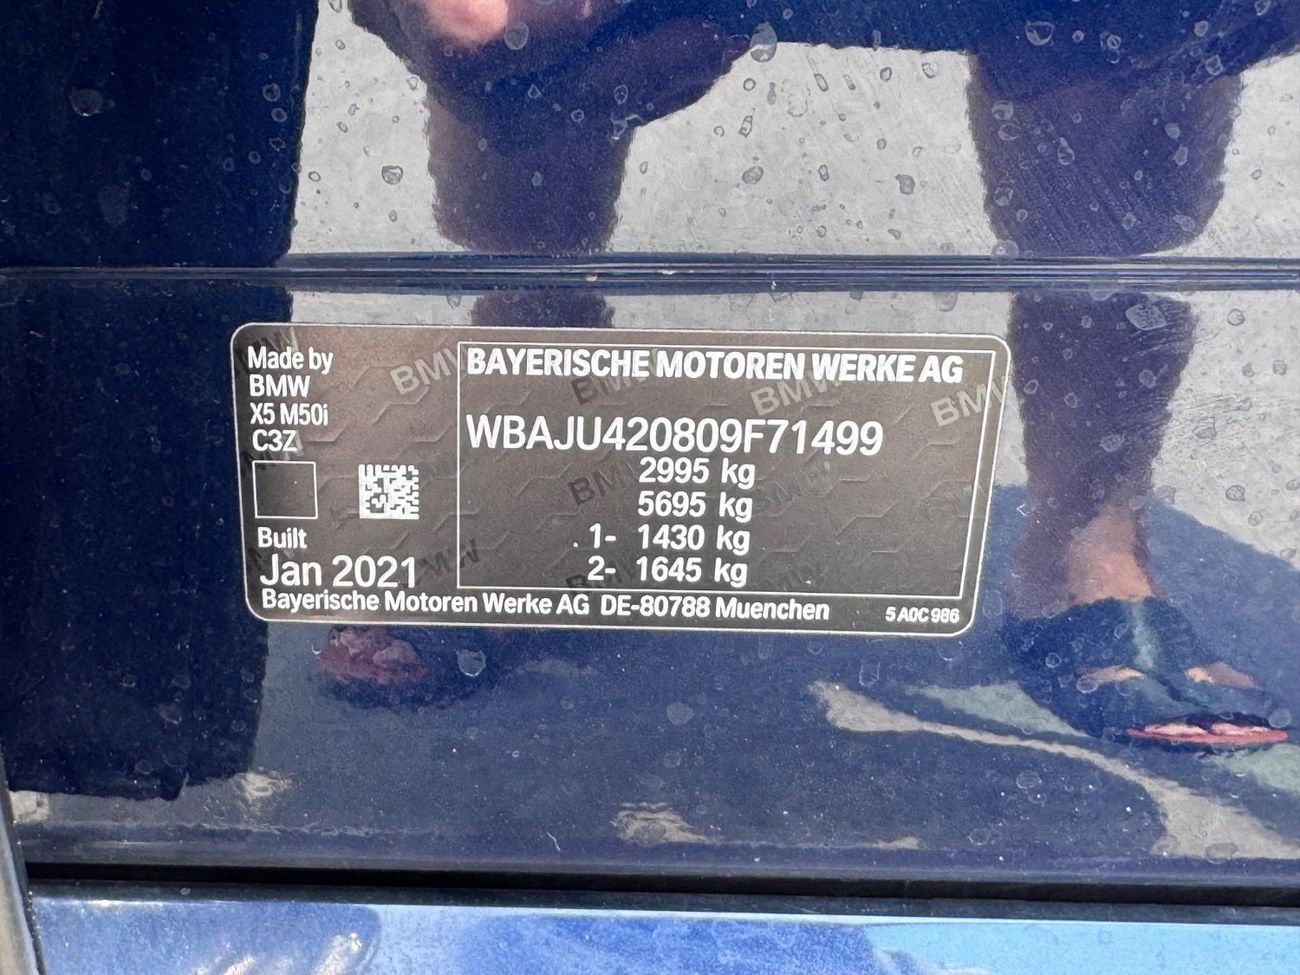 Made by
BMW
X5 M50i
C3Z
Built
Jan 2021
BAYERISCHE MOTOREN WERKE AG
WBAJU420809F71499
2995 kg
5695 kg
1- 1430 kg
2- 1645 kg
Bayerische Motoren Werke AG DE-80788 Muenchen
5 A0C 986